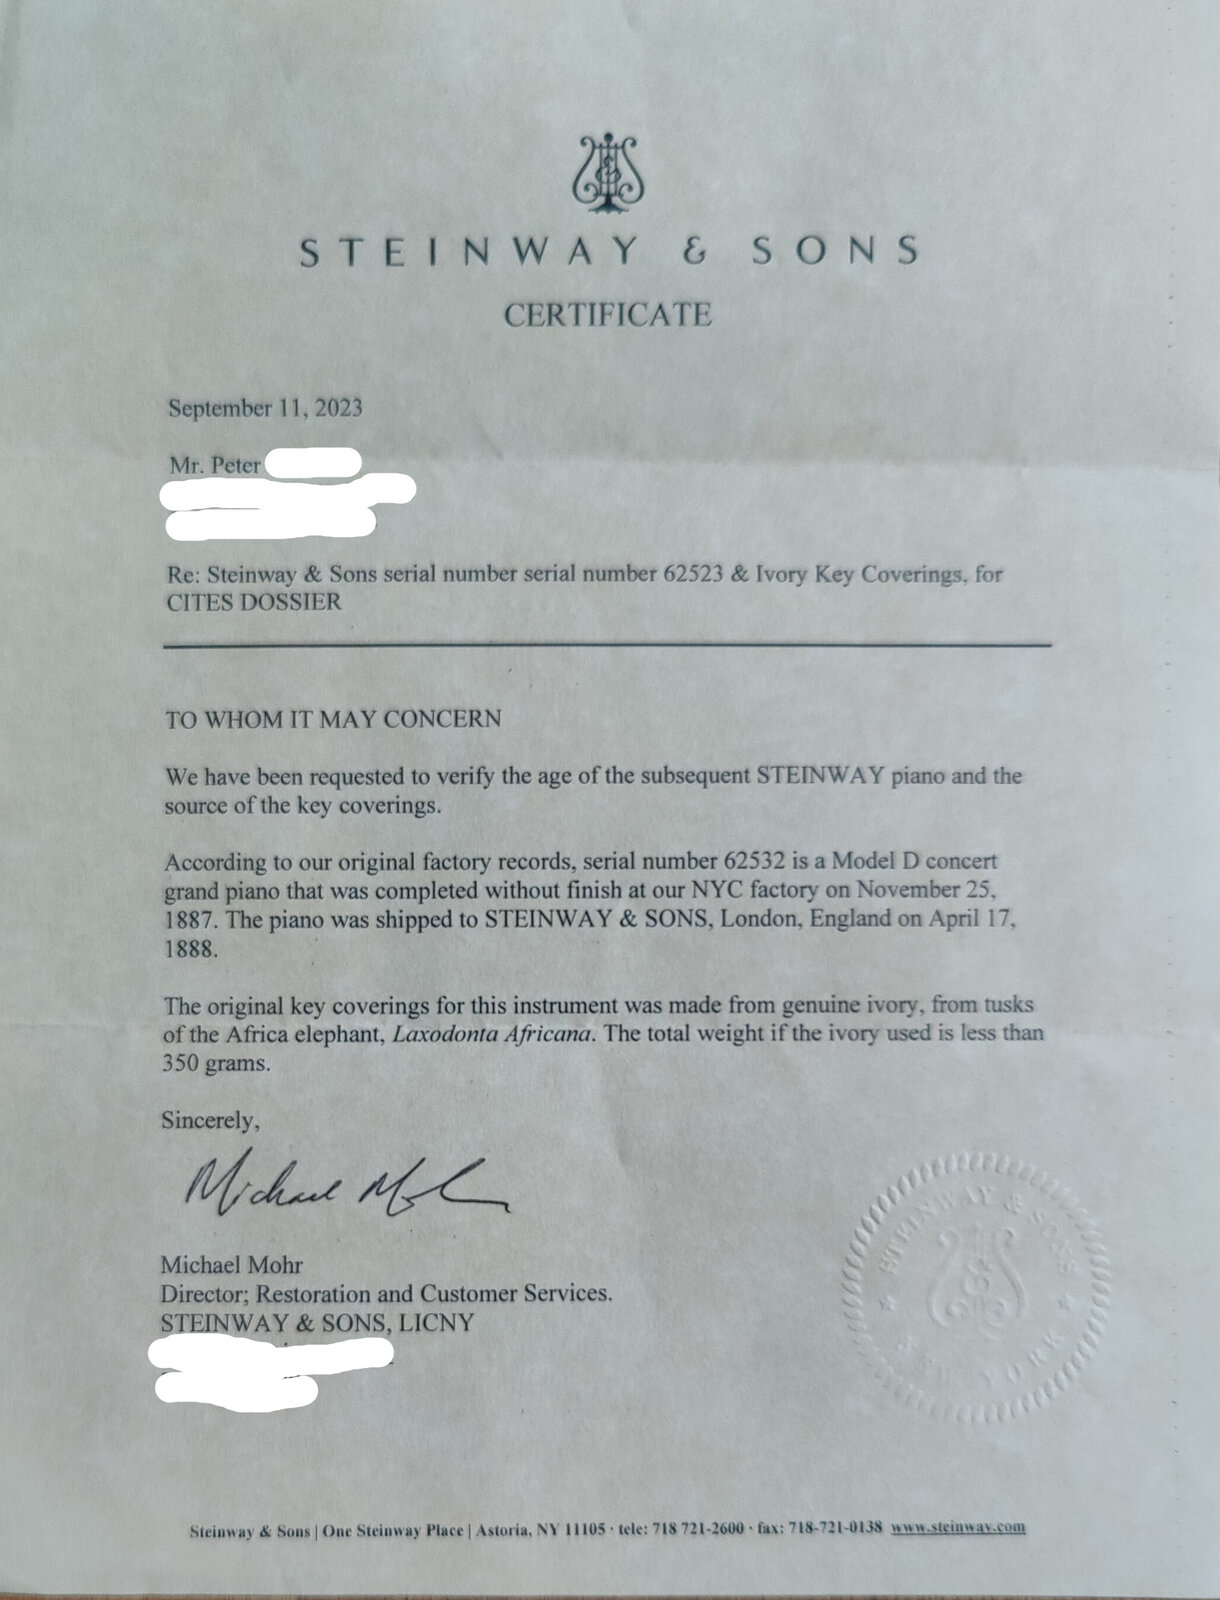 STEINWAY & SONS
CERTIFICATE
September 11, 2023
Mr. Peter
Re: Steinway & Sons serial number serial number 62523 & Ivory Key Coverings, for
CITES DOSSIER
TO WHOM IT MAY CONCERN
We have been requested to verify the age of the subsequent STEINWAY piano and the
source of the key coverings.
According to our original factory records, serial number 62532 is a Model D concert
grand piano that was completed without finish at our NYC factory on November 25,
1887. The piano was shipped to STEINWAY & SONS, London, England on April 17,
1888.
The original key coverings for this instrument was made from genuine ivory, from tusks
of the Africa elephant, Laxodonta Africana. The total weight if the ivory used is less than
350 grams.
Sincerely,
Michael Mohr
Michael Mohr
Director; Restoration and Customer Services.
STEINWAY & SONS, LICNY
STEINWAY & SONS
NEW YORK
Steinway & Sons | One Steinway Place | Astoria, NY 11105 · tele: 718 721-2600 · fax: 718-721-0138 www.steinway.com